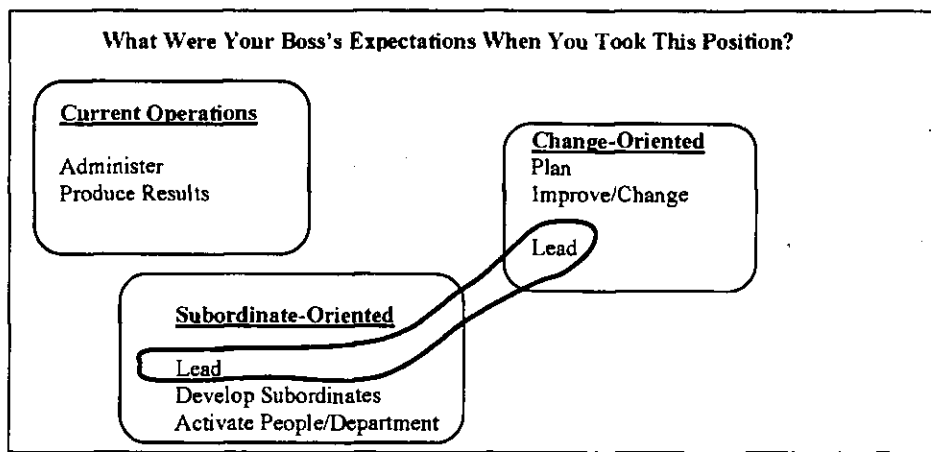 What Were Your Boss's Expectations When You Took This Position?
Current Operations
Administer
Produce Results
Change-Oriented
Plan
Improve/Change
Lead
Subordinate-Oriented
Lead
Develop Subordinates
Activate People/Department